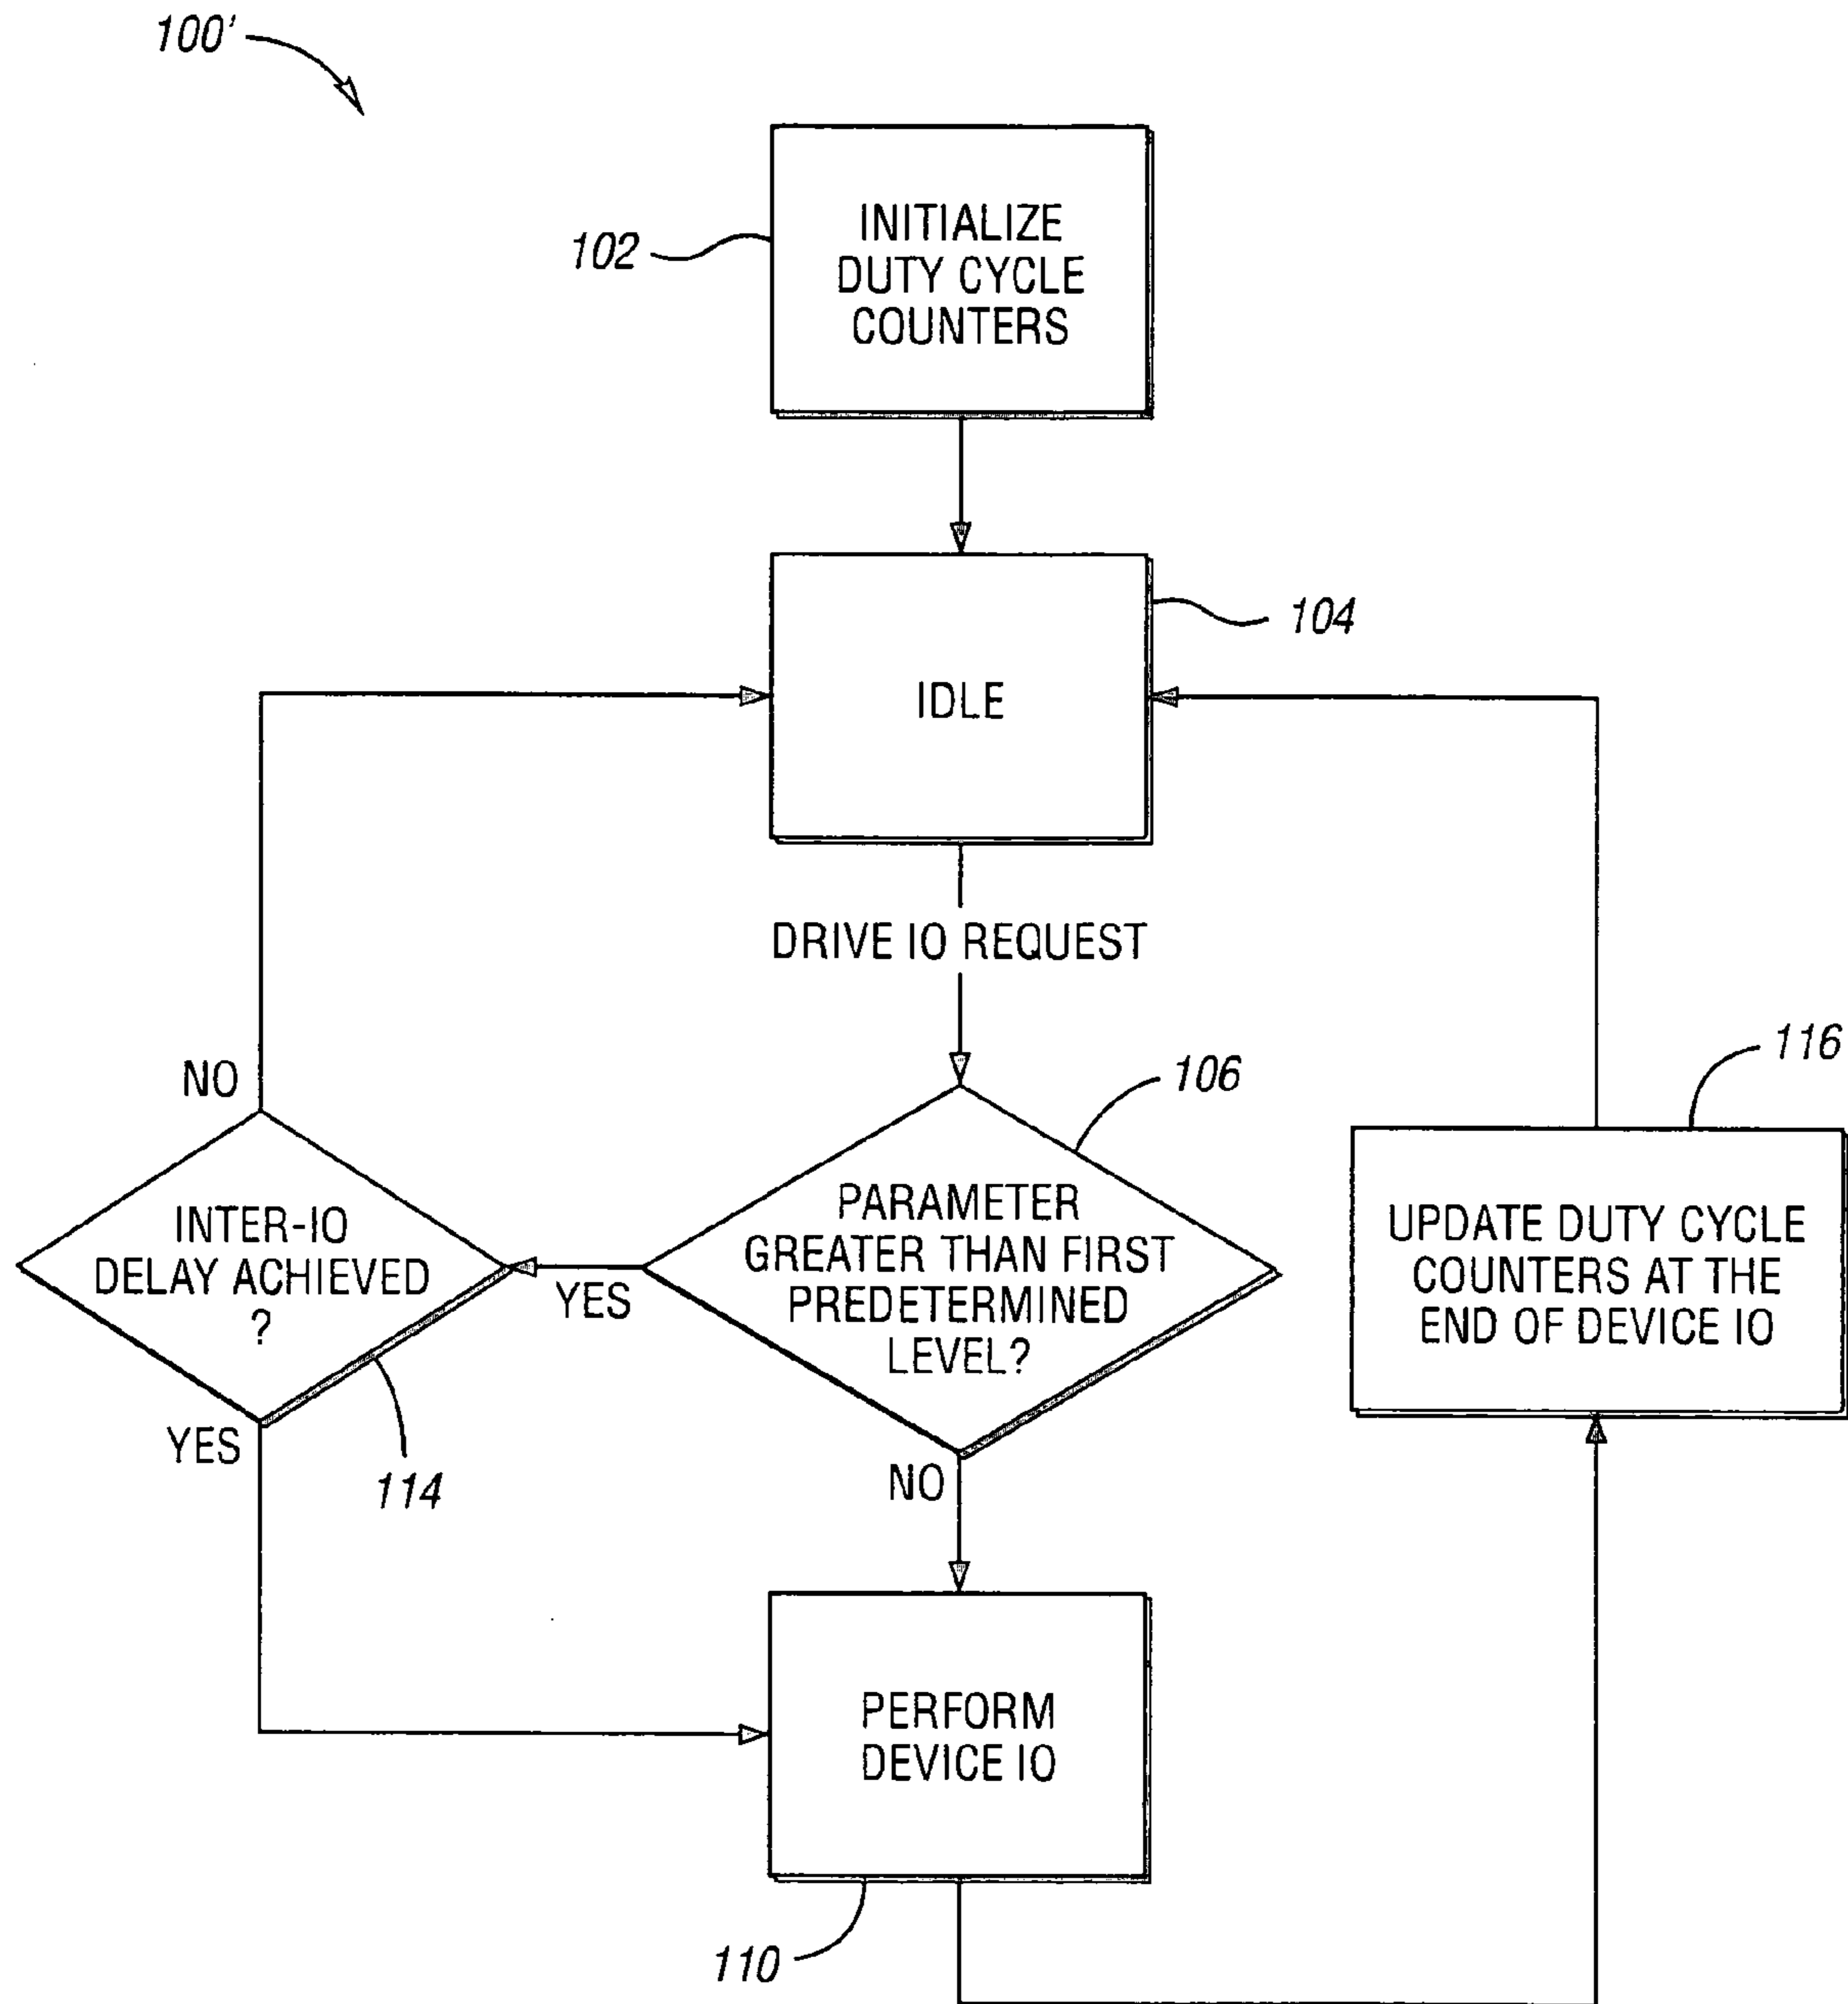 100'
102
INITIALIZE
DUTY CYCLE
COUNTERS
104
IDLE
DRIVE IO REQUEST
106
116
NO
INTER-IO
DELAY ACHIEVED
?
YES
PARAMETER
GREATER THAN FIRST
PREDETERMINED
LEVEL?
UPDATE DUTY CYCLE
COUNTERS AT THE
END OF DEVICE IO
YES
114
NO
PERFORM
DEVICE IO
110